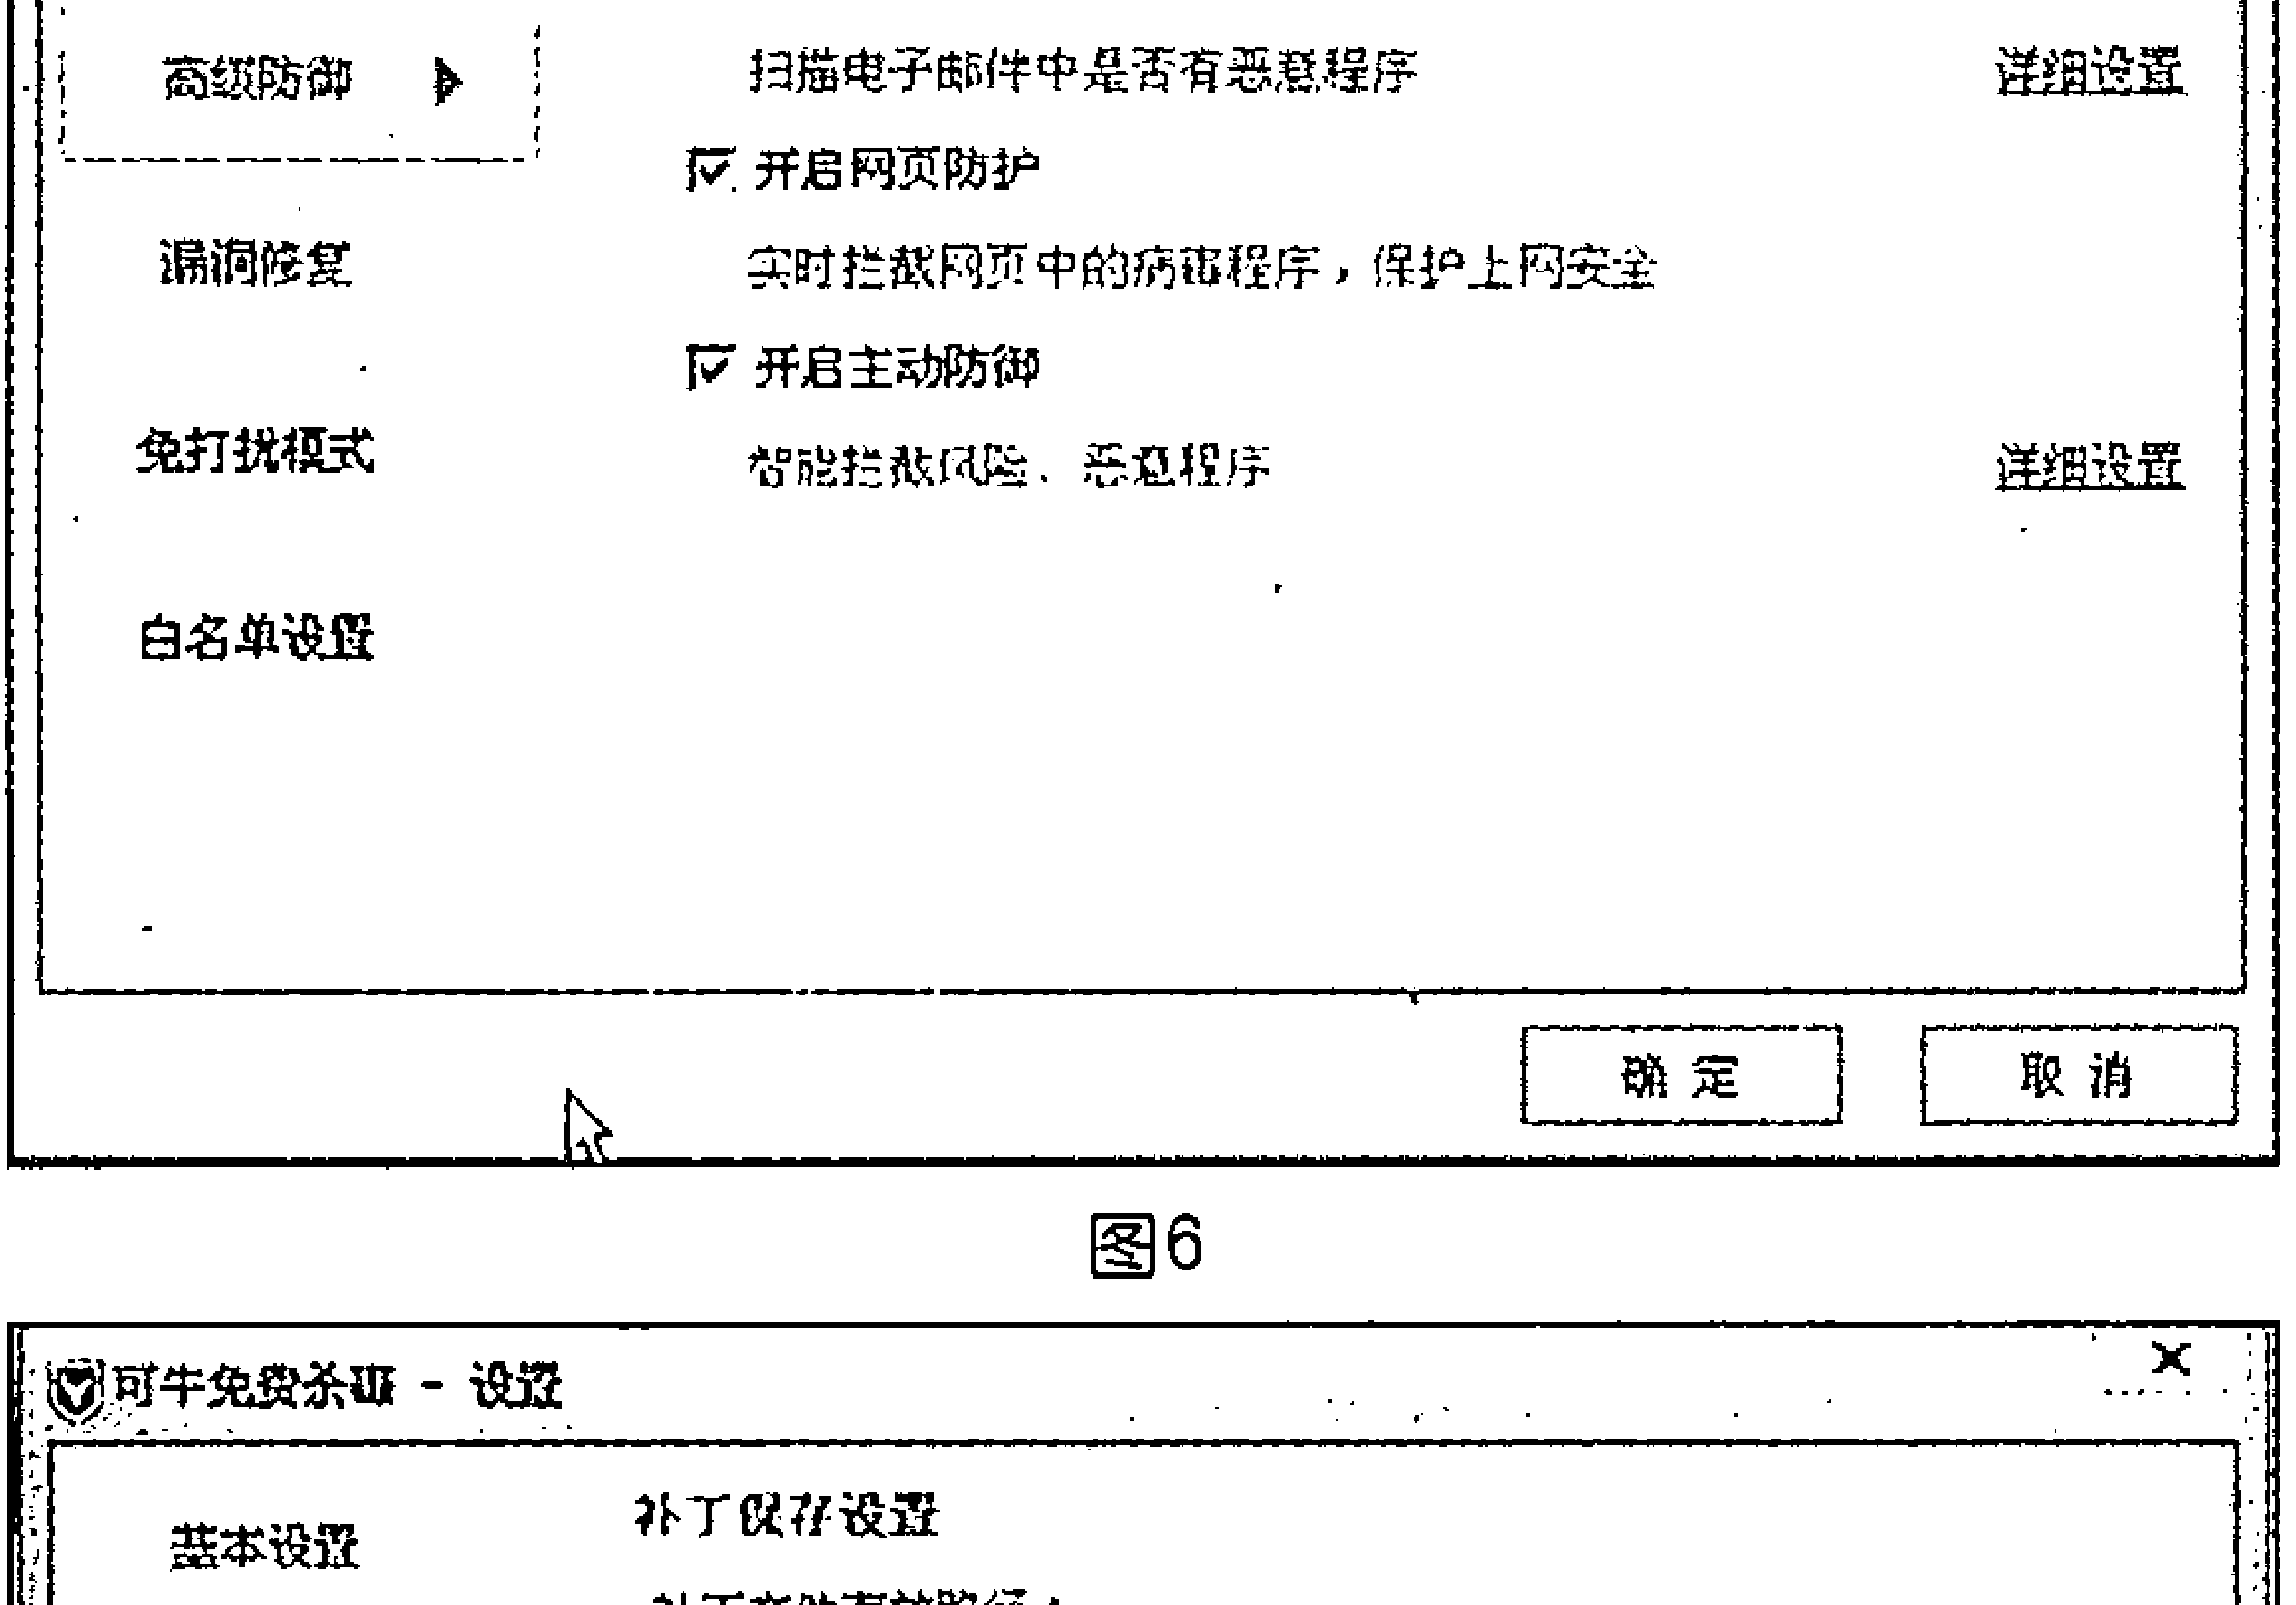 高级防御
扫描电子邮件中是否有恶意程序
详细设置
开启网页防护
漏洞修复
实时拦截网页中的病毒程序，保护上网安全
开启主动防御
免打扰模式
智能拦截风险、恶意程序
详细设置
白名单设置
确 定
取 消
图6
可牛免费杀毒 - 设置
×
基本设置
补丁保存设置